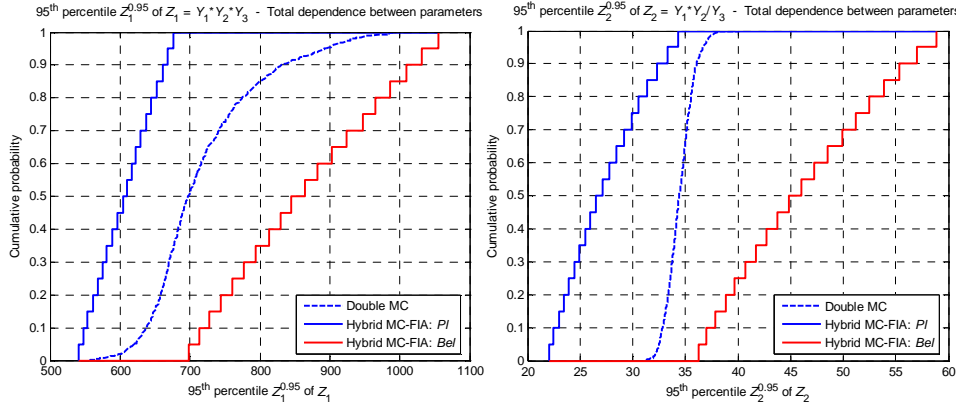 95th percentile Z₁^0.95 of Z₁ = Y₁*Y₂*Y₃ - Total dependence between parameters
1
0.9
0.8
0.7
0.6
0.5
0.4
0.3
0.2
0.1
0
Cumulative probability
Double MC
Hybrid MC-FIA: Pl
Hybrid MC-FIA: Bel
500 600 700 800 900 1000 1100
95th percentile Z₁^0.95 of Z₁
95th percentile Z₂^0.95 of Z₂ = Y₁*Y₂/Y₃ - Total dependence between parameters
1
0.9
0.8
0.7
0.6
0.5
0.4
0.3
0.2
0.1
0
Cumulative probability
Double MC
Hybrid MC-FIA: Pl
Hybrid MC-FIA: Bel
20 25 30 35 40 45 50 55 60
95th percentile Z₂^0.95 of Z₂